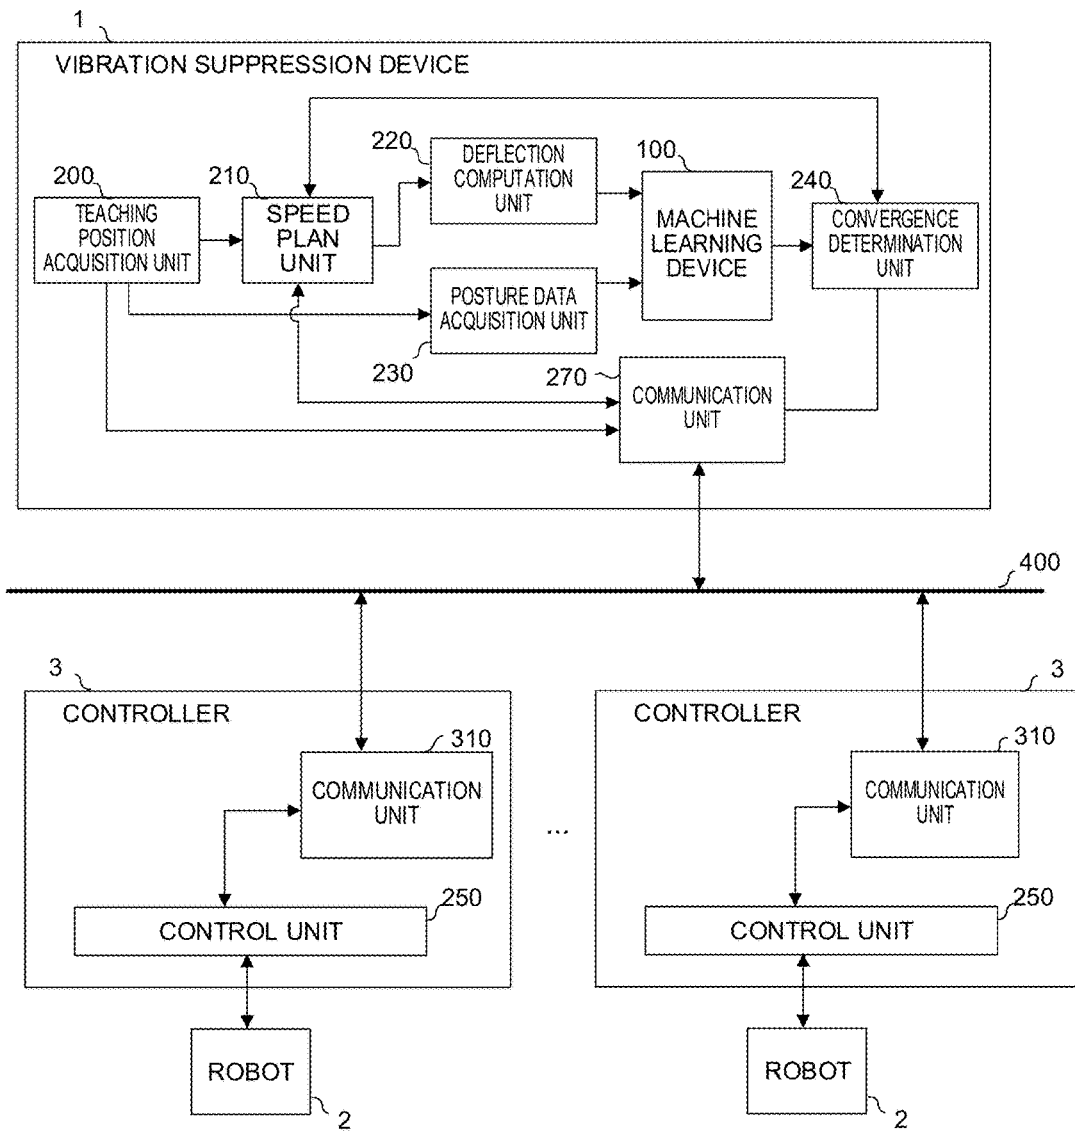 1
VIBRATION SUPPRESSION DEVICE
200
TEACHING
POSITION
ACQUISITION UNIT
210
SPEED
PLAN
UNIT
220
DEFLECTION
COMPUTATION
UNIT
100
MACHINE
LEARNING
DEVICE
240
CONVERGENCE
DETERMINATION
UNIT
POSTURE DATA
ACQUISITION UNIT
230
270
COMMUNICATION
UNIT
400
3
CONTROLLER
310
COMMUNICATION
UNIT
250
CONTROL UNIT
ROBOT
2
...
3
CONTROLLER
310
COMMUNICATION
UNIT
250
CONTROL UNIT
ROBOT
2